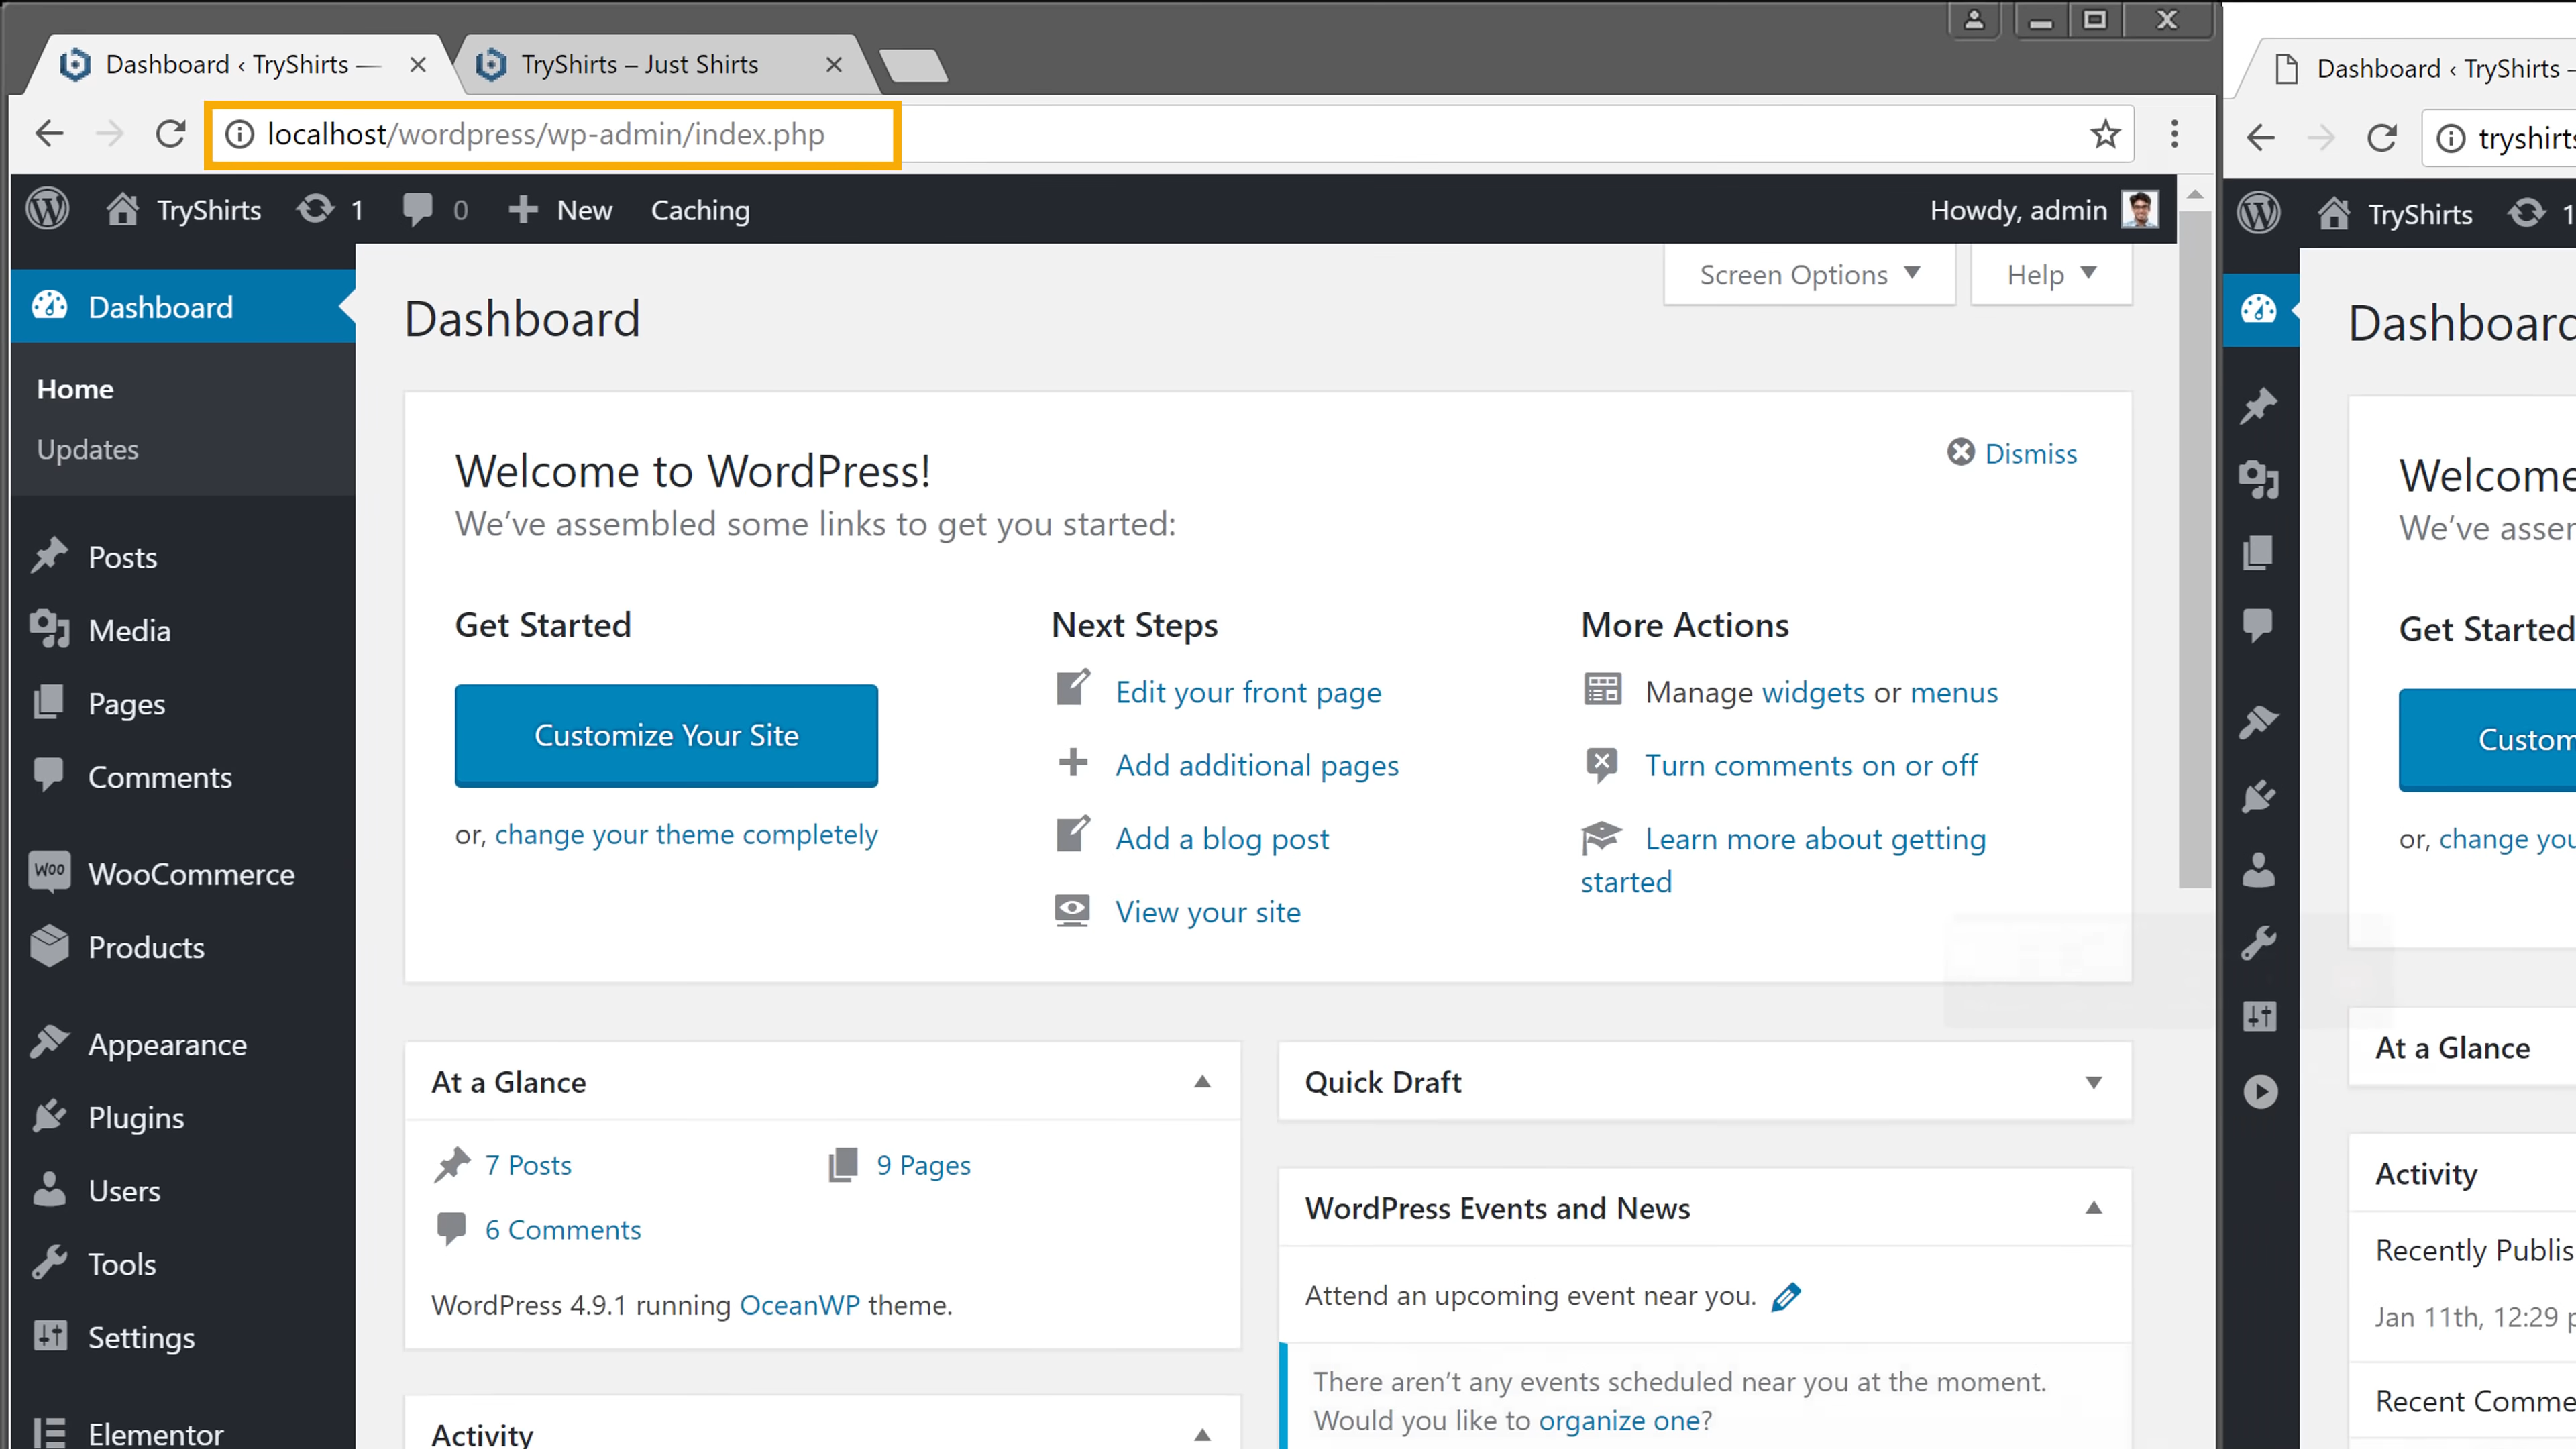 Dashboard ‹ TryShirts —
TryShirts – Just Shirts
localhost/wordpress/wp-admin/index.php
TryShirts
1
0
New
Caching
Howdy, admin
Dashboard
Home
Updates
Posts
Media
Pages
Comments
Woo
WooCommerce
Products
Appearance
Plugins
Users
Tools
Settings
Elementor
Screen Options
Help
Dashboard
Welcome to WordPress!
We’ve assembled some links to get you started:
Dismiss
Get Started
Customize Your Site
or, change your theme completely
Next Steps
Edit your front page
Add additional pages
Add a blog post
View your site
More Actions
Manage widgets or menus
Turn comments on or off
Learn more about getting
started
At a Glance
7 Posts
9 Pages
6 Comments
WordPress 4.9.1 running OceanWP theme.
Activity
Quick Draft
WordPress Events and News
Attend an upcoming event near you.
There aren’t any events scheduled near you at the moment.
Would you like to organize one?
Dashboard ‹ TryShirts –
tryshirts
TryShirts
1
Dashboard
Welcome
We’ve asser
Get Started
Custom
or, change you
At a Glance
Activity
Recently Publis
Jan 11th, 12:29 p
Recent Comme